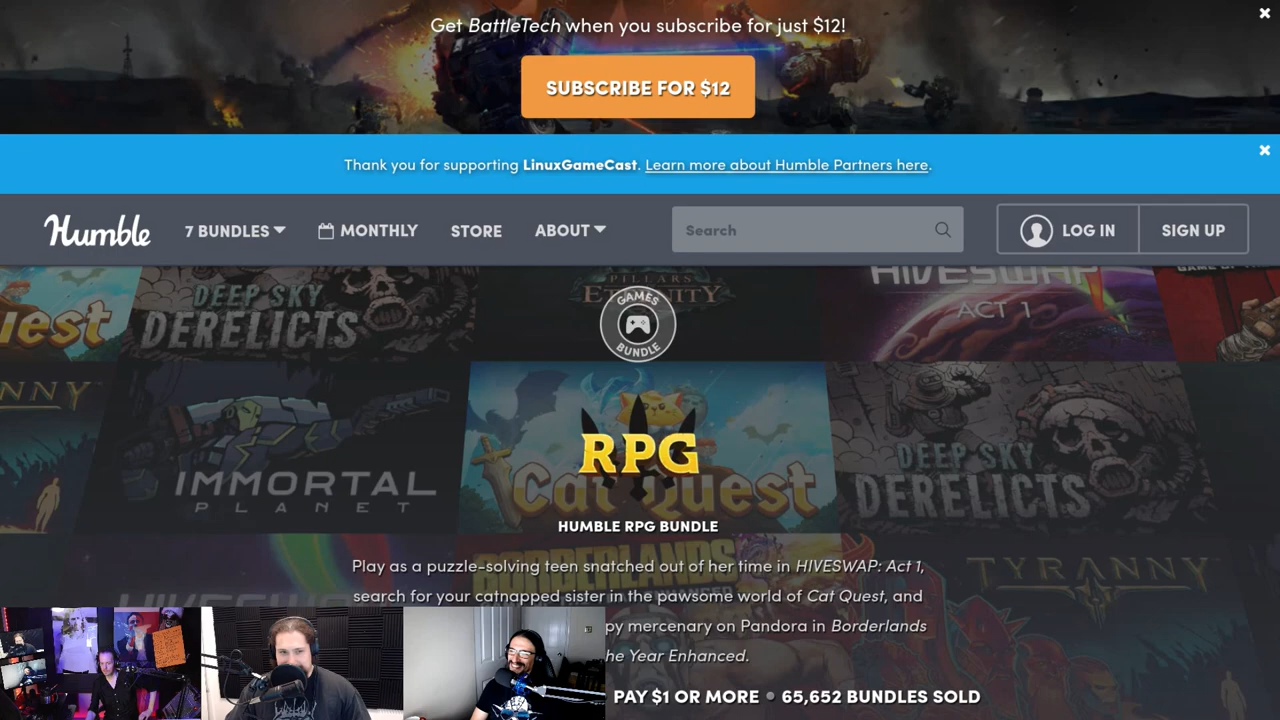 Get BattleTech when you subscribe for just $12!
SUBSCRIBE FOR $12
Thank you for supporting LinuxGameCast. Learn more about Humble Partners here.
Humble
7 BUNDLES
MONTHLY
STORE
ABOUT
Search
LOG IN
SIGN UP
uest
DEEP SKY
DERELICTS
PILLARS
ETERNITY
HIVESWAP
ACT 1
GAMES
BUNDLE
NNY
IMMORTAL
PLANET
RPG
Cat Quest
DEEP SKY
DERELICTS
HUMBLE RPG BUNDLE
Play as a puzzle-solving teen snatched out of her time in HIVESWAP: Act 1,
search for your catnapped sister in the pawsome world of Cat Quest, and
py mercenary on Pandora in Borderlands
he Year Enhanced.
BORDERLANDS
TYRANNY
HIVESWAP
PAY $1 OR MORE • 65,652 BUNDLES SOLD